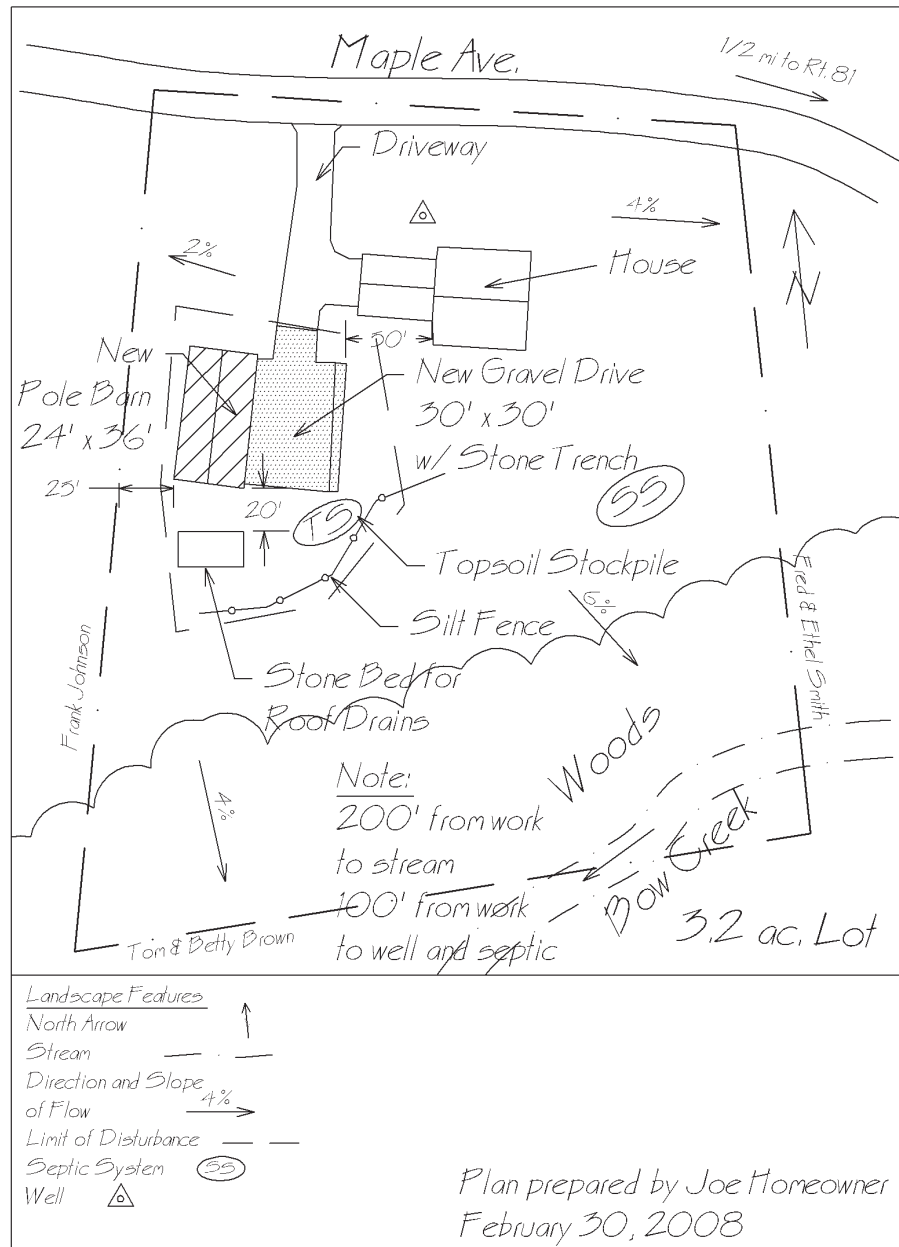 Maple Ave.
1/2 mi to Rt. 81
Driveway
4%
2%
House
N
50'
New
Pole Barn
24' x 36'
New Gravel Drive
30' x 30'
w/ Stone Trench
25'
20'
TS
SS
Topsoil Stockpile
6%
Silt Fence
Fred & Ethel Smith
Frank Johnson
Stone Bed for
Roof Drains
Woods
4%
Note:
200' from work
to stream
100' from work
to well and septic
Bow Creek
3.2 ac. Lot
Tom & Betty Brown
Landscape Features
North Arrow
Stream
Direction and Slope
of Flow
4%
Limit of Disturbance
Septic System
SS
Well
Plan prepared by Joe Homeowner
February 30, 2008